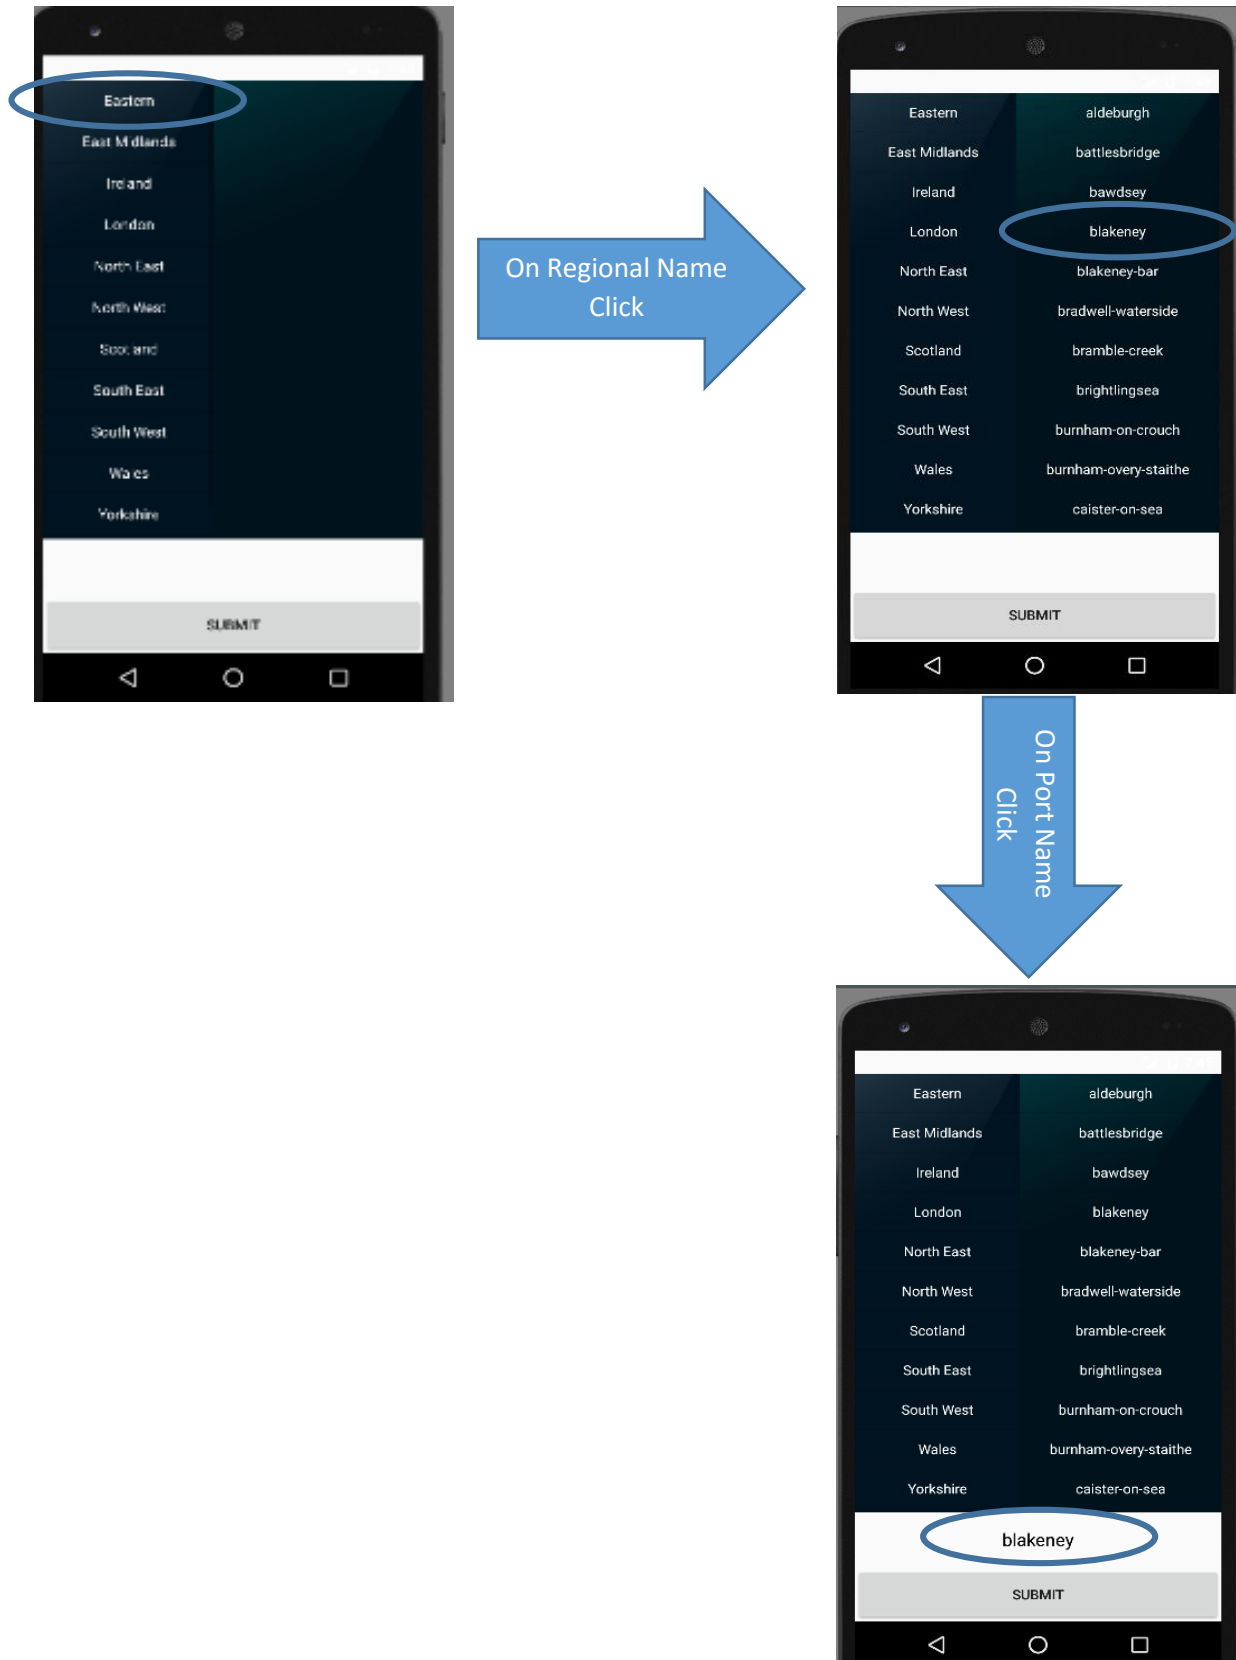 Eastern
East Midlands
Ireland
London
North East
North West
Scotland
South East
South West
Wales
Yorkshire
SUBMIT
On Regional Name
Click
Eastern
aldeburgh
East Midlands
battlesbridge
Ireland
bawdsey
London
blakeney
North East
blakeney-bar
North West
bradwell-waterside
Scotland
bramble-creek
South East
brightlingsea
South West
burnham-on-crouch
Wales
burnham-overy-staithe
Yorkshire
caister-on-sea
SUBMIT
On Port Name
Click
Eastern
aldeburgh
East Midlands
battlesbridge
Ireland
bawdsey
London
blakeney
North East
blakeney-bar
North West
bradwell-waterside
Scotland
bramble-creek
South East
brightlingsea
South West
burnham-on-crouch
Wales
burnham-overy-staithe
Yorkshire
caister-on-sea
blakeney
SUBMIT